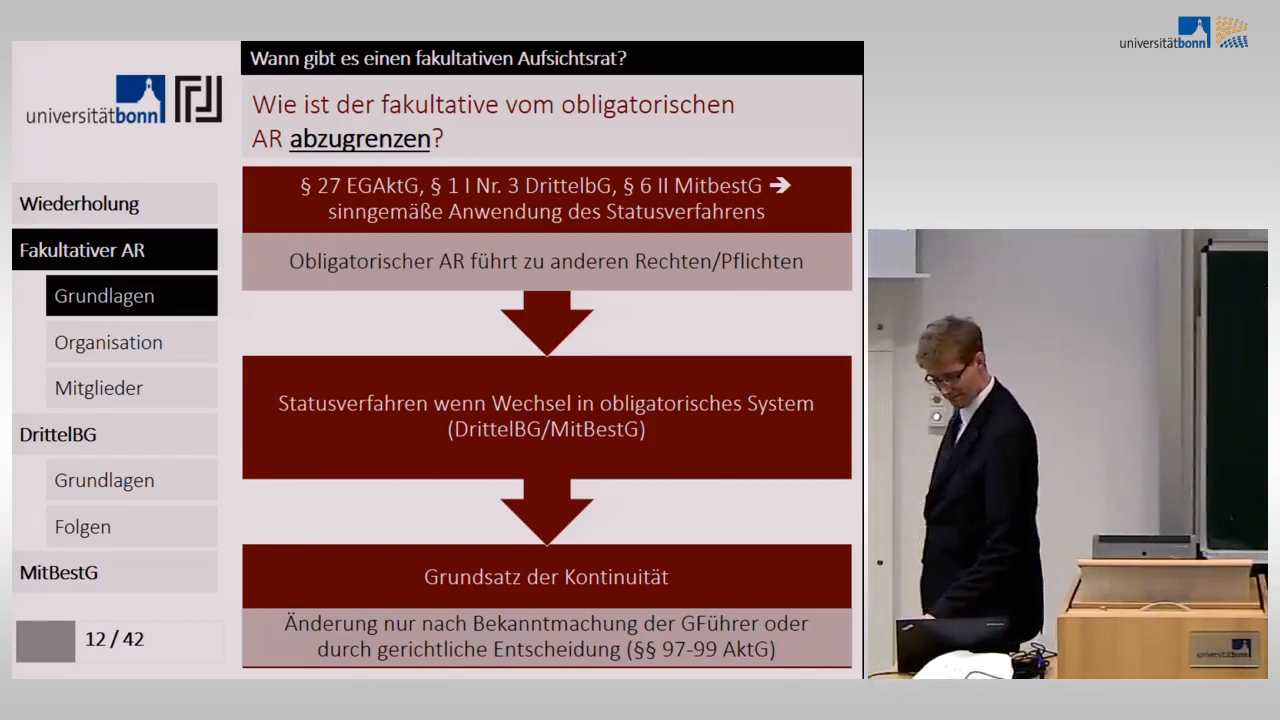 universitätbonn
Wann gibt es einen fakultativen Aufsichtsrat?
universitätbonn
Wie ist der fakultative vom obligatorischen
AR abzugrenzen?
§ 27 EGAktG, § 1 I Nr. 3 DrittelbG, § 6 II MitbestG ➔
sinngemäße Anwendung des Statusverfahrens
Obligatorischer AR führt zu anderen Rechten/Pflichten
Statusverfahren wenn Wechsel in obligatorisches System
(DrittelBG/MitBestG)
Grundsatz der Kontinuität
Änderung nur nach Bekanntmachung der GFührer oder
durch gerichtliche Entscheidung (§§ 97-99 AktG)
Wiederholung
Fakultativer AR
Grundlagen
Organisation
Mitglieder
DrittelBG
Grundlagen
Folgen
MitBestG
12 / 42
universitätbonn